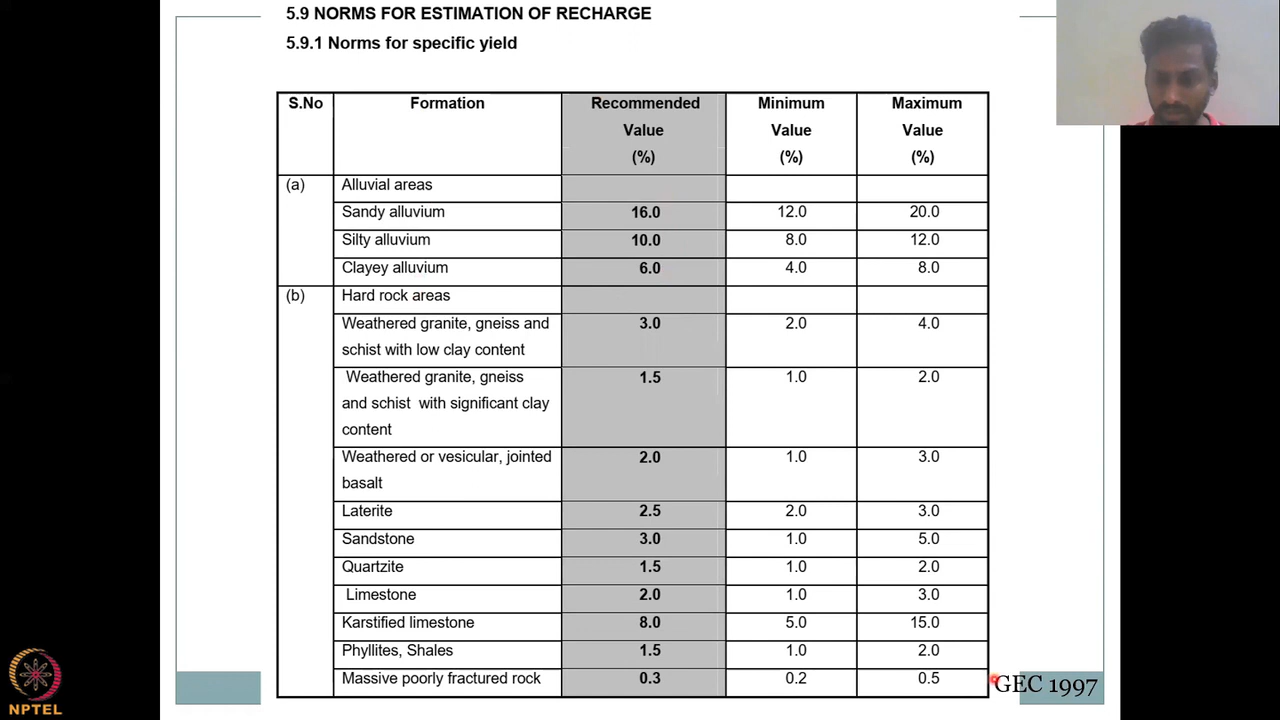 5.9 NORMS FOR ESTIMATION OF RECHARGE
5.9.1 Norms for specific yield
S.No Formation Recommended Value (%) Minimum Value (%) Maximum Value (%)
(a) Alluvial areas
Sandy alluvium 16.0 12.0 20.0
Silty alluvium 10.0 8.0 12.0
Clayey alluvium 6.0 4.0 8.0
(b) Hard rock areas
Weathered granite, gneiss and schist with low clay content 3.0 2.0 4.0
Weathered granite, gneiss and schist with significant clay content 1.5 1.0 2.0
Weathered or vesicular, jointed basalt 2.0 1.0 3.0
Laterite 2.5 2.0 3.0
Sandstone 3.0 1.0 5.0
Quartzite 1.5 1.0 2.0
Limestone 2.0 1.0 3.0
Karstified limestone 8.0 5.0 15.0
Phyllites, Shales 1.5 1.0 2.0
Massive poorly fractured rock 0.3 0.2 0.5
GEC 1997
NPTEL